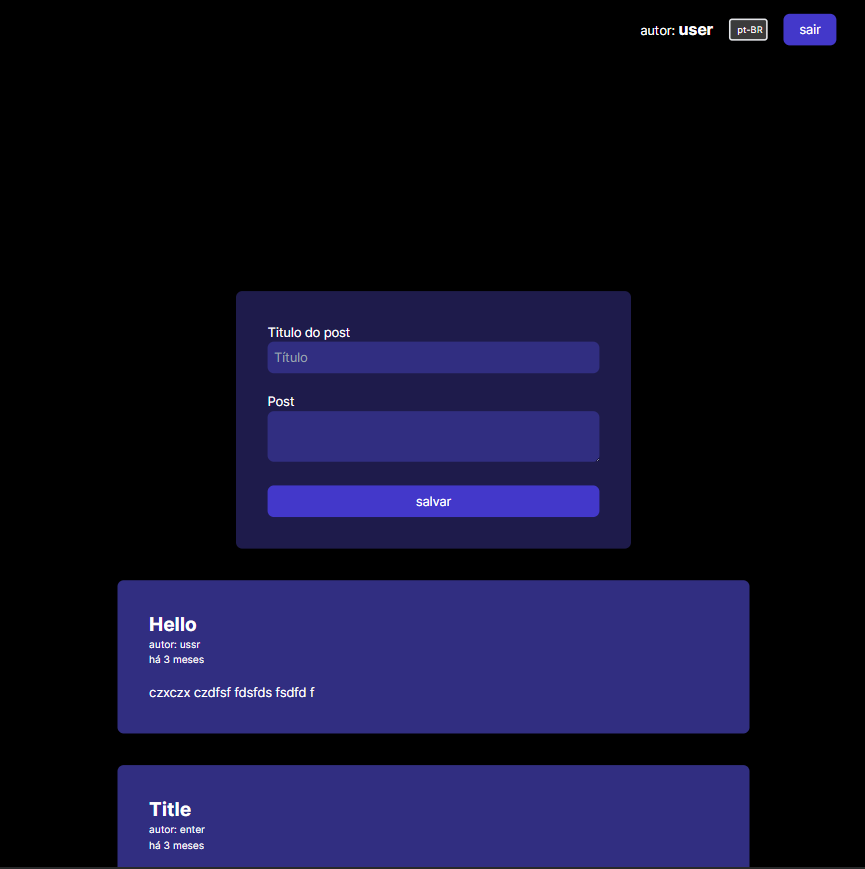 autor: user pt-BR sair
Titulo do post
Título
Post
salvar
Hello
autor: ussr
há 3 meses
czxczx czdfsf fdsfds fsdfd f
Title
autor: enter
há 3 meses